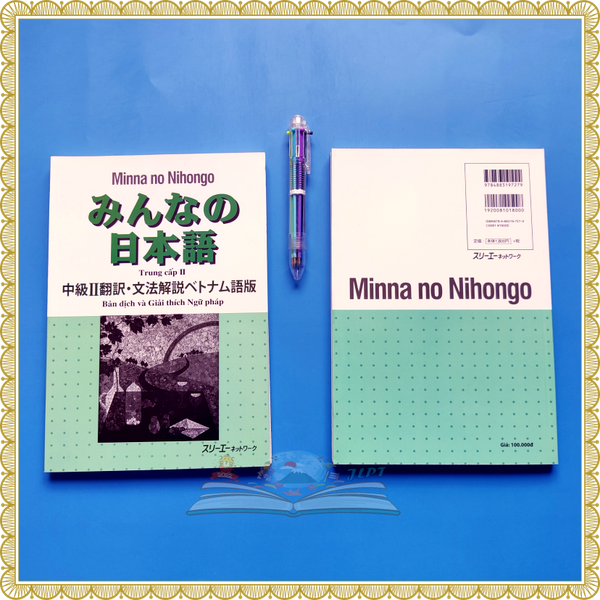 Minna no Nihongo
みんなの
日本語
Trung cấp II
中級II翻訳・文法解説ベトナム語版
Bản dịch và Giải thích Ngữ pháp
スリーエーネットワーク
9784883197279
1920081018000
スリーエーネットワーク
Minna no Nihongo
Giá: 100.000đ
JLPT